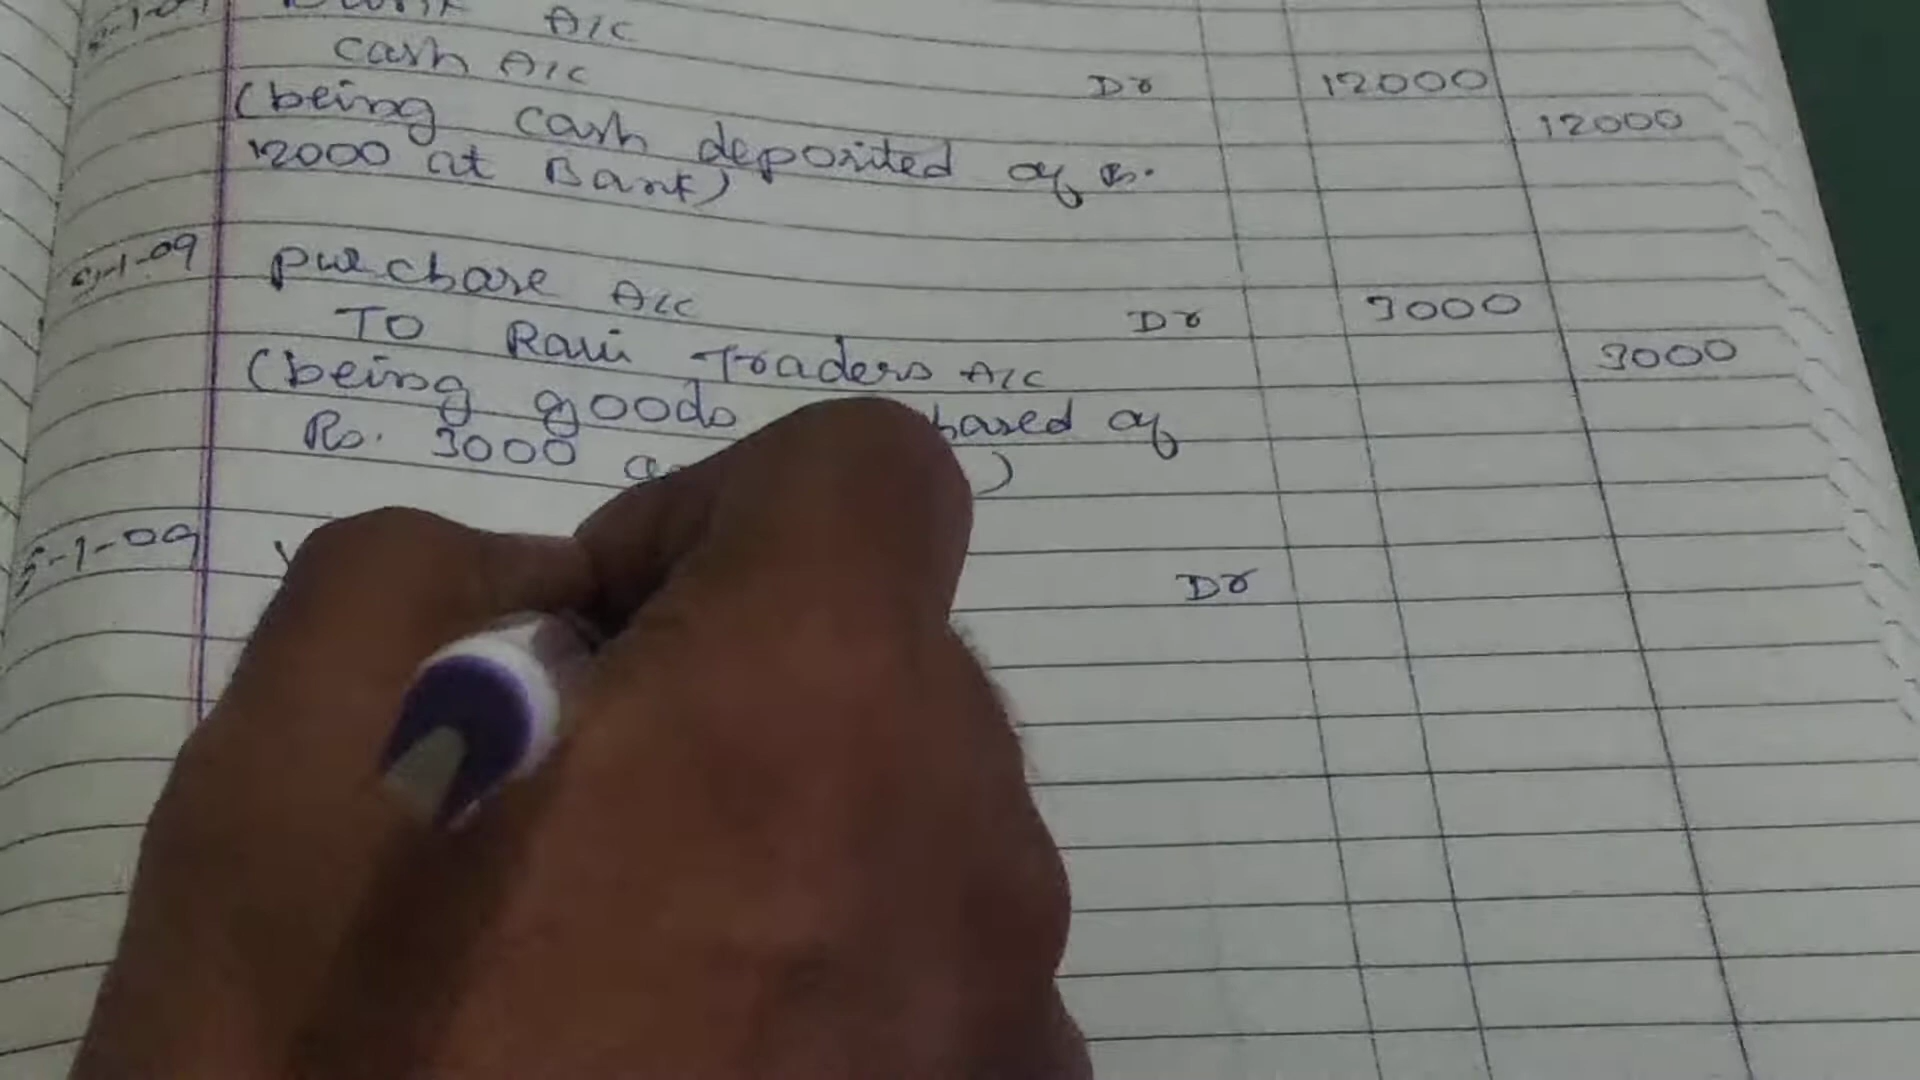 A/C
cash A/C Dr 12000
(being cash deposited of Rs. 12000
12000 at Bank)
-1-09 purchase A/C Dr 3000
TO Ravi Traders A/C 3000
(being goods hased of
Rs. 3000 )
5-1-09 Dr